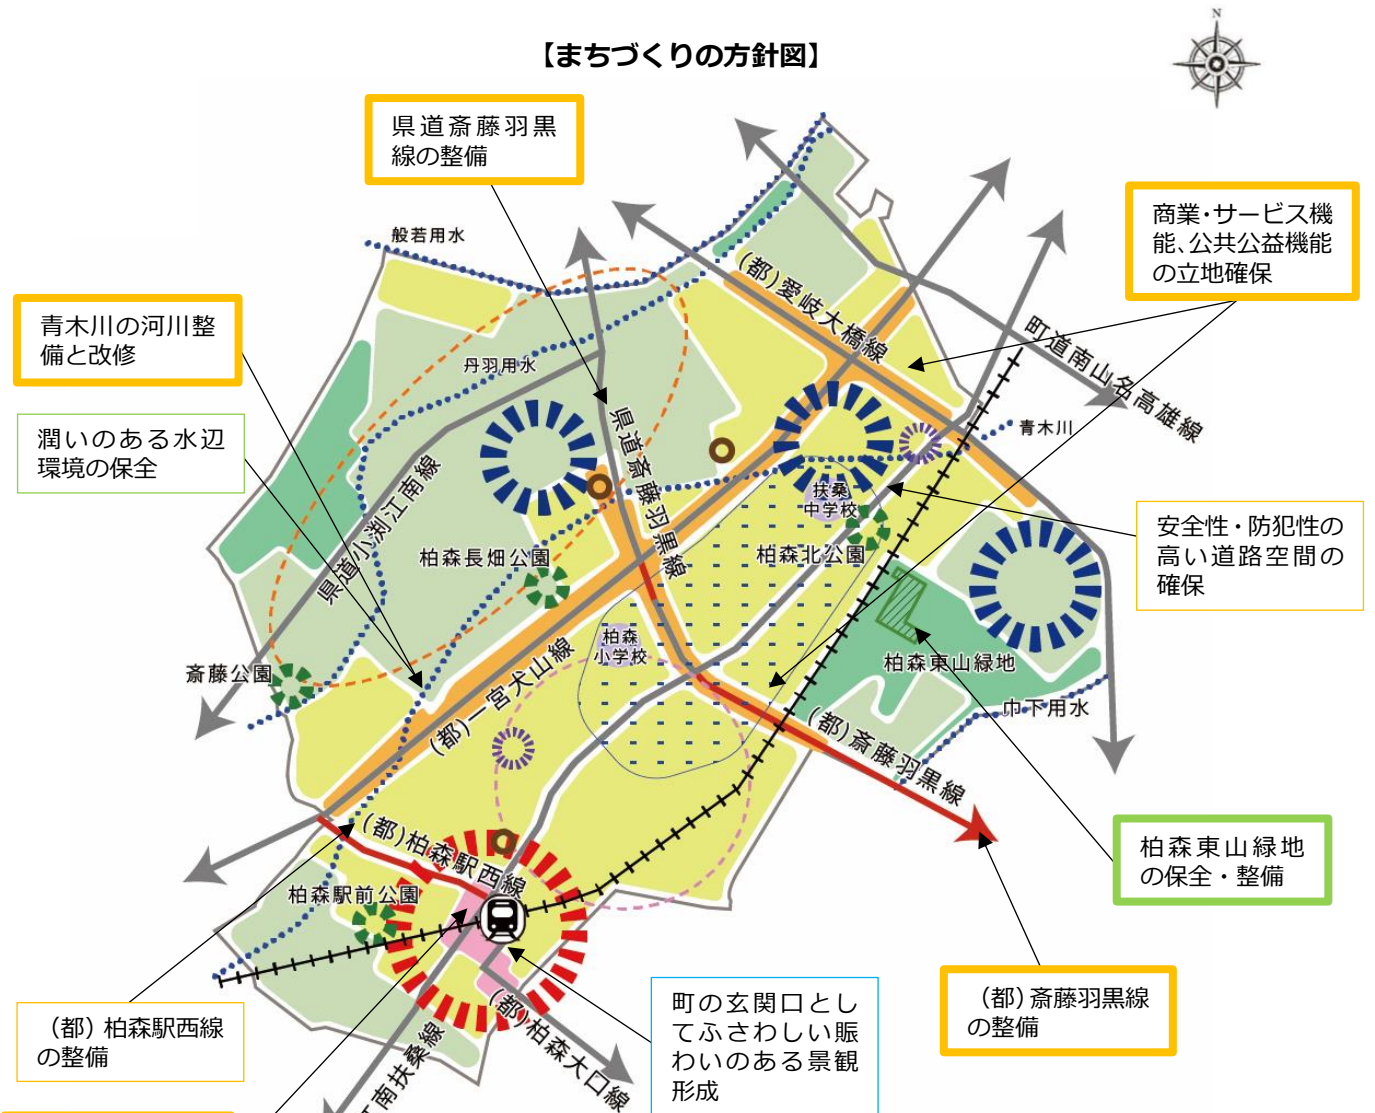 N
【まちづくりの方針図】
県道斎藤羽黒
線の整備
商業・サービス機
能、公共公益機能
の立地確保
般若用水
(都)愛岐大橋線
青木川の河川整
備と改修
町道南山名高雄線
丹羽用水
潤いのある水辺
環境の保全
県道小渕江南線
県道斎藤羽黒線
青木川
扶桑
中学校
安全性・防犯性の
高い道路空間の
確保
柏森長畑公園
柏森北公園
柏森
小学校
斎藤公園
(都)一宮犬山線
柏森東山緑地
巾下用水
(都)斎藤羽黒線
(都)柏森駅西線
柏森駅前公園
柏森東山緑地
の保全・整備
(都)柏森駅西線
の整備
町の玄関口とし
てふさわしい賑
わいのある景観
形成
(都)斎藤羽黒線
の整備
南扶桑線
(都)柏森大口線